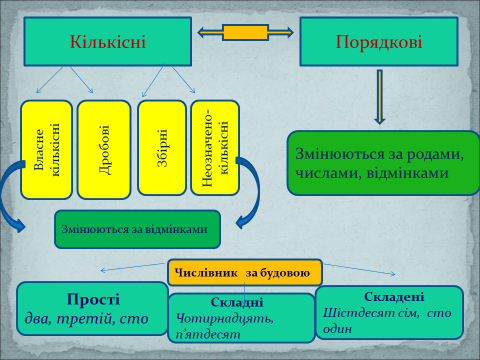 Кількісні
Порядкові
Власне
кількісні
Дробові
Збірні
Неозначено-
кількісні
Змінюються за родами,
числами, відмінками
Змінюються за відмінками
Числівник за будовою
Прості
два, третій, сто
Складні
Чотирнадцять,
п'ятдесят
Складені
Шістдесят сім, сто
один